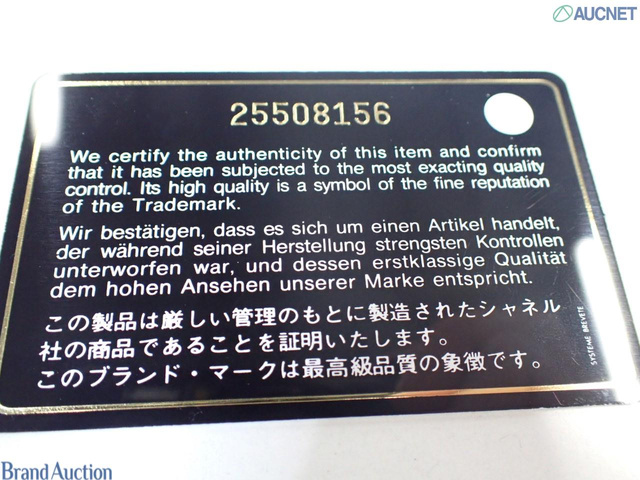 AUCNET
25508156
We certify the authenticity of this item and confirm
that it has been subjected to the most exacting quality
control. Its high quality is a symbol of the fine reputation
of the Trademark.
Wir bestätigen, dass es sich um einen Artikel handelt,
der während seiner Herstellung strengsten Kontrollen
unterworfen war, und dessen erstklassige Qualität
dem hohen Ansehen unserer Marke entspricht.
この製品は厳しい管理のもとに製造されたシャネル
社の商品であることを証明いたします。
このブランド・マークは最高級品質の象徴です。
SYSTEME BREVETE
Brand Auction